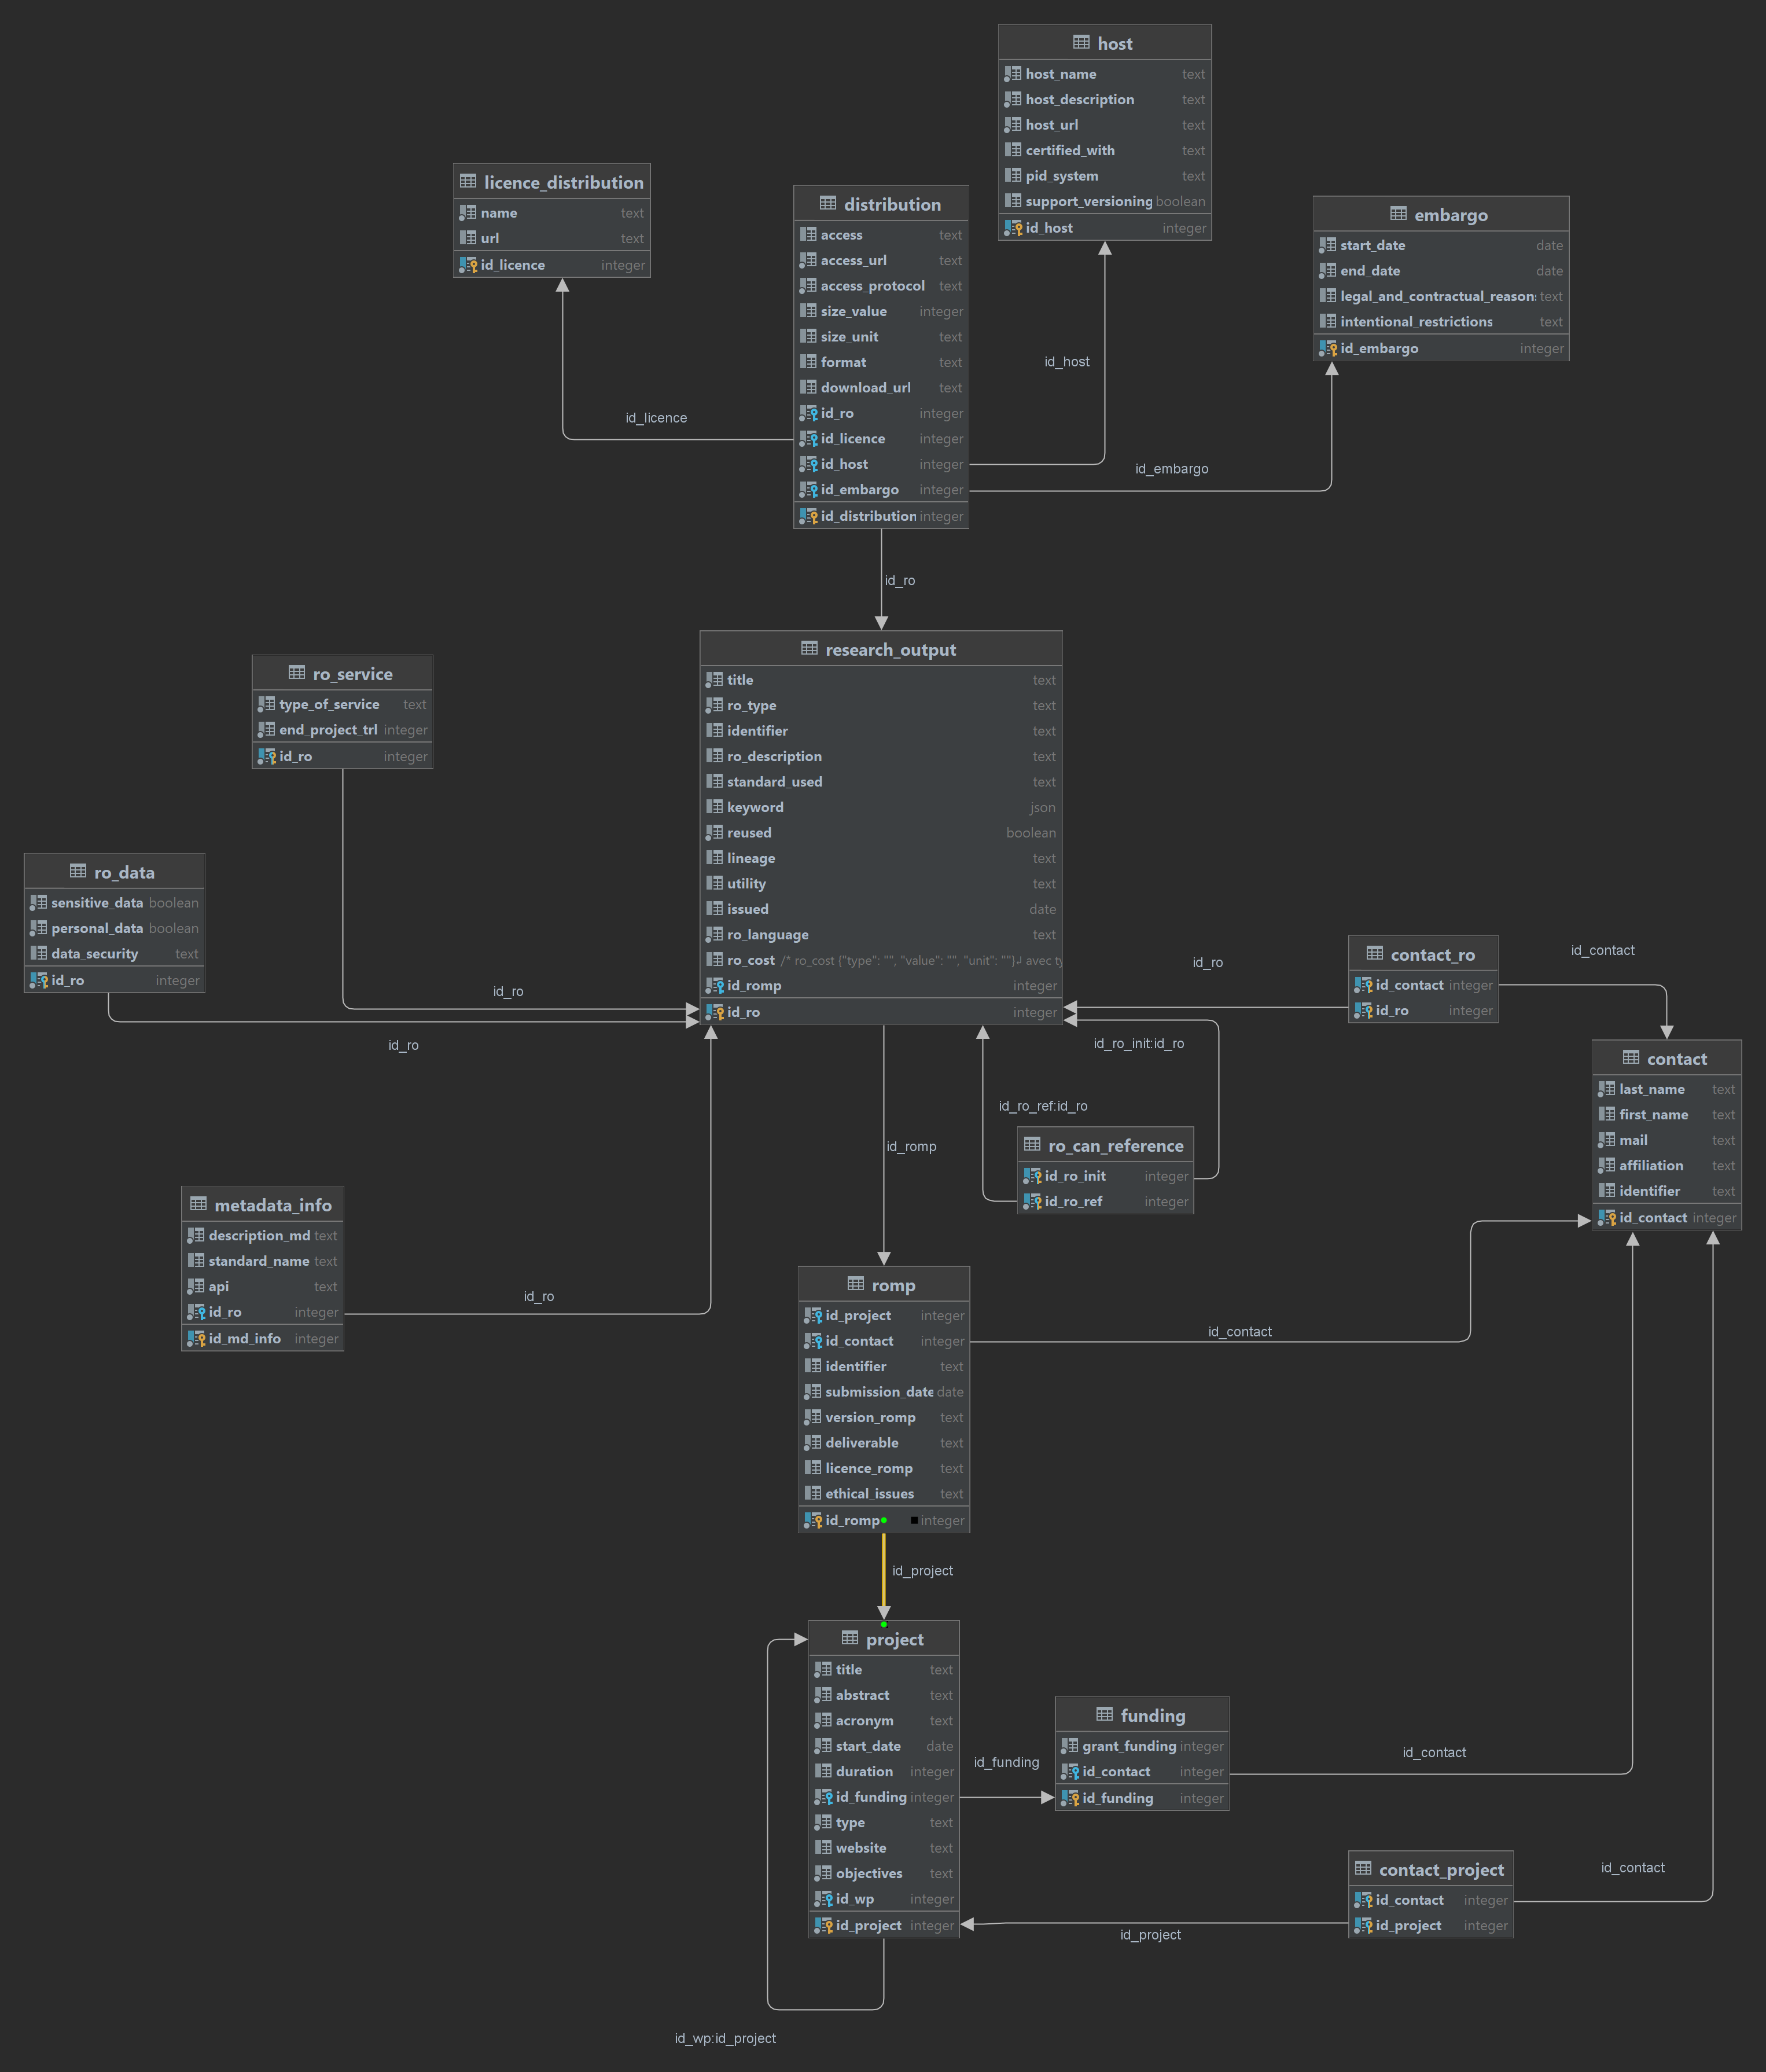 host
host_name text
host_description text
host_url text
certified_with text
pid_system text
support_versioning boolean
id_host integer
licence_distribution
name text
url text
id_licence integer
distribution
access text
access_url text
access_protocol text
size_value integer
size_unit text
format text
download_url text
id_ro integer
id_licence integer
id_host integer
id_embargo integer
id_distribution integer
embargo
start_date date
end_date date
legal_and_contractual_reason text
intentional_restrictions text
id_embargo integer
id_host
id_licence
id_embargo
id_ro
research_output
title text
ro_type text
identifier text
ro_description text
standard_used text
keyword json
reused boolean
lineage text
utility text
issued date
ro_language text
ro_cost /* ro_cost {"type": "", "value": "", "unit": ""}↲ avec ty
id_romp integer
id_ro integer
ro_service
type_of_service text
end_project_trl integer
id_ro integer
ro_data
sensitive_data boolean
personal_data boolean
data_security text
id_ro integer
id_ro
id_ro
contact_ro
id_contact integer
id_ro integer
id_ro
id_contact
id_ro_init:id_ro
id_ro_ref:id_ro
contact
last_name text
first_name text
mail text
affiliation text
identifier text
id_contact integer
ro_can_reference
id_ro_init integer
id_ro_ref integer
id_romp
metadata_info
description_md text
standard_name text
api text
id_ro integer
id_md_info integer
id_ro
romp
id_project integer
id_contact integer
identifier text
submission_date date
version_romp text
deliverable text
licence_romp text
ethical_issues text
id_romp integer
id_contact
id_project
project
title text
abstract text
acronym text
start_date date
duration integer
id_funding integer
type text
website text
objectives text
id_wp integer
id_project integer
id_funding
funding
grant_funding integer
id_contact integer
id_funding integer
id_contact
contact_project
id_contact integer
id_project integer
id_contact
id_project
id_wp:id_project